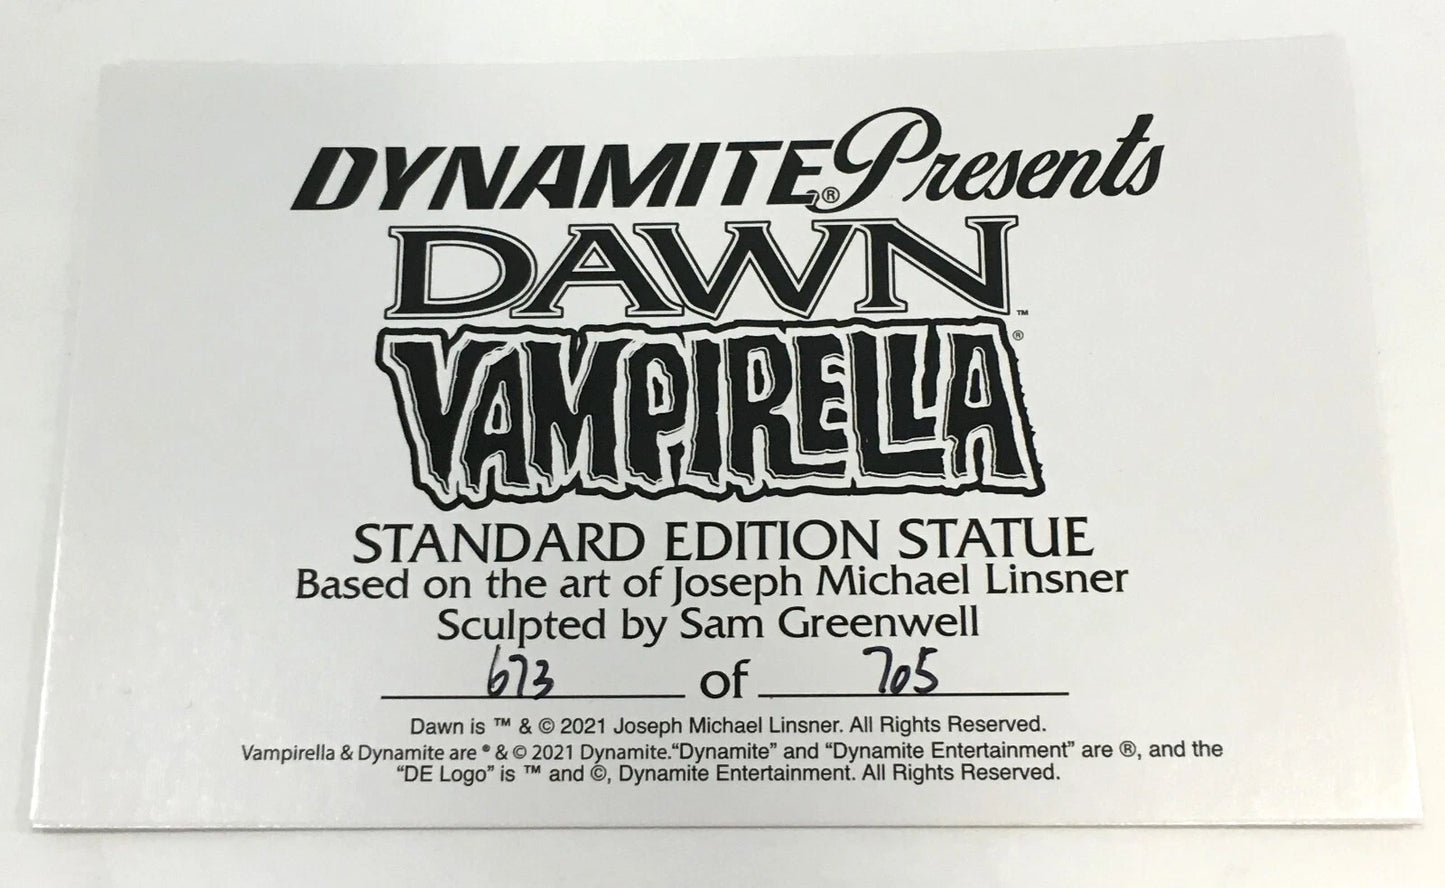 DYNAMITE® Presents
DAWN™
VAMPIRELLA®
STANDARD EDITION STATUE
Based on the art of Joseph Michael Linsner
Sculpted by Sam Greenwell
673 of 705
Dawn is ™ & © 2021 Joseph Michael Linsner. All Rights Reserved.
Vampirella & Dynamite are ® & © 2021 Dynamite.“Dynamite” and “Dynamite Entertainment” are ®, and the
“DE Logo” is ™ and ©, Dynamite Entertainment. All Rights Reserved.